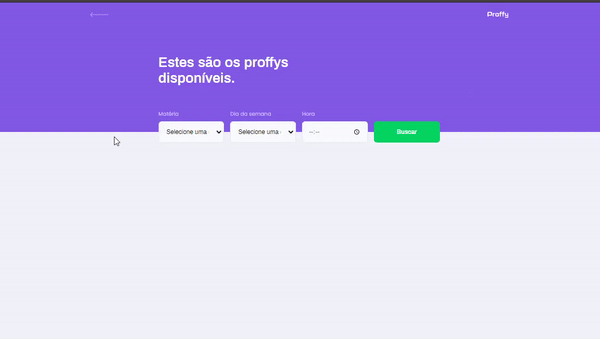 Proffy
Estes são os proffys
disponíveis.
Matéria
Dia da semana
Hora
Selecione uma
Selecione uma
--:--
Buscar